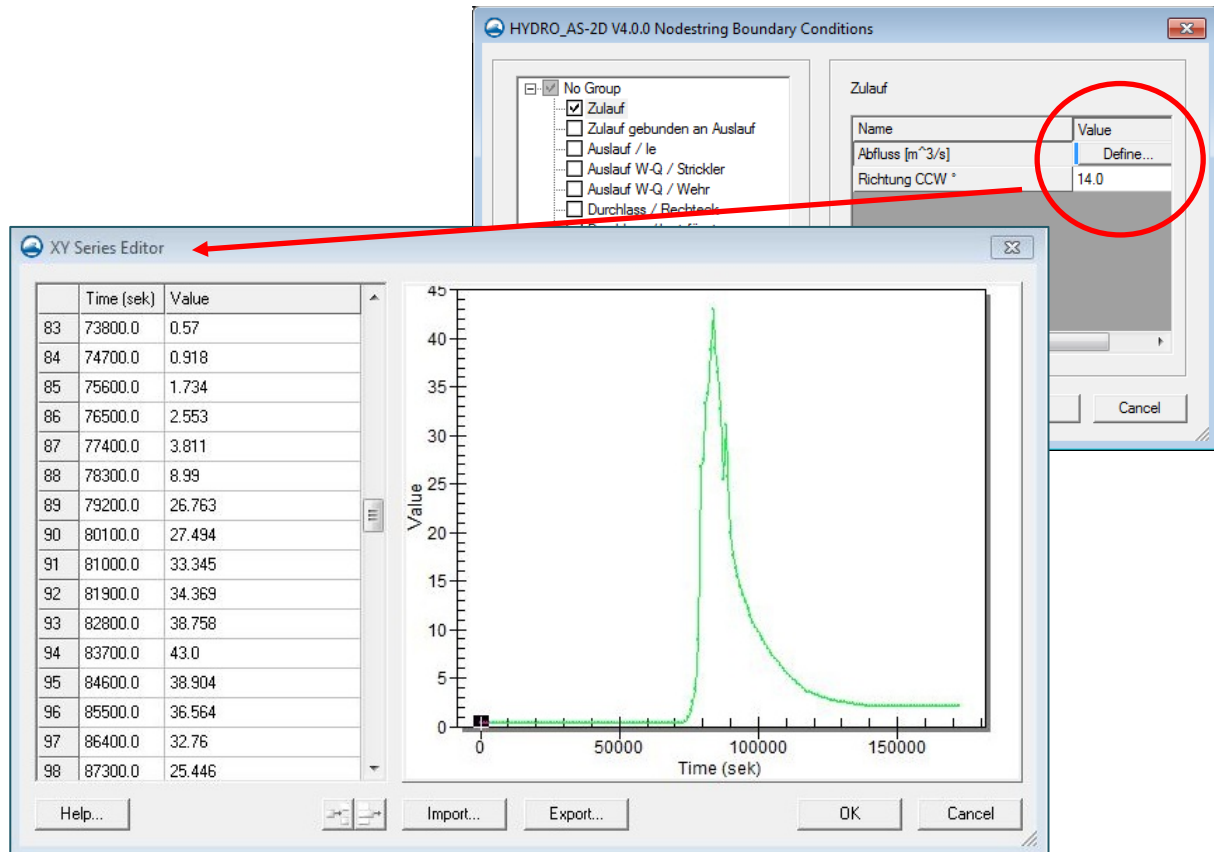 HYDRO_AS-2D V4.0.0 Nodestring Boundary Conditions
No Group
Zulauf
Zulauf gebunden an Auslauf
Auslauf / Ie
Auslauf W-Q / Strickler
Auslauf W-Q / Wehr
Durchlass / Rechteck
Zulauf
Name Value
Abfluss [m^3/s] Define...
Richtung CCW ° 14.0
Cancel
XY Series Editor
Time (sek) Value
83 73800.0 0.57
84 74700.0 0.918
85 75600.0 1.734
86 76500.0 2.553
87 77400.0 3.811
88 78300.0 8.99
89 79200.0 26.763
90 80100.0 27.494
91 81000.0 33.345
92 81900.0 34.369
93 82800.0 38.758
94 83700.0 43.0
95 84600.0 38.904
96 85500.0 36.564
97 86400.0 32.76
98 87300.0 25.446
45
40
35
30
25
20
15
10
5
0
Value
0 50000 100000 150000
Time (sek)
Help... Import... Export... OK Cancel